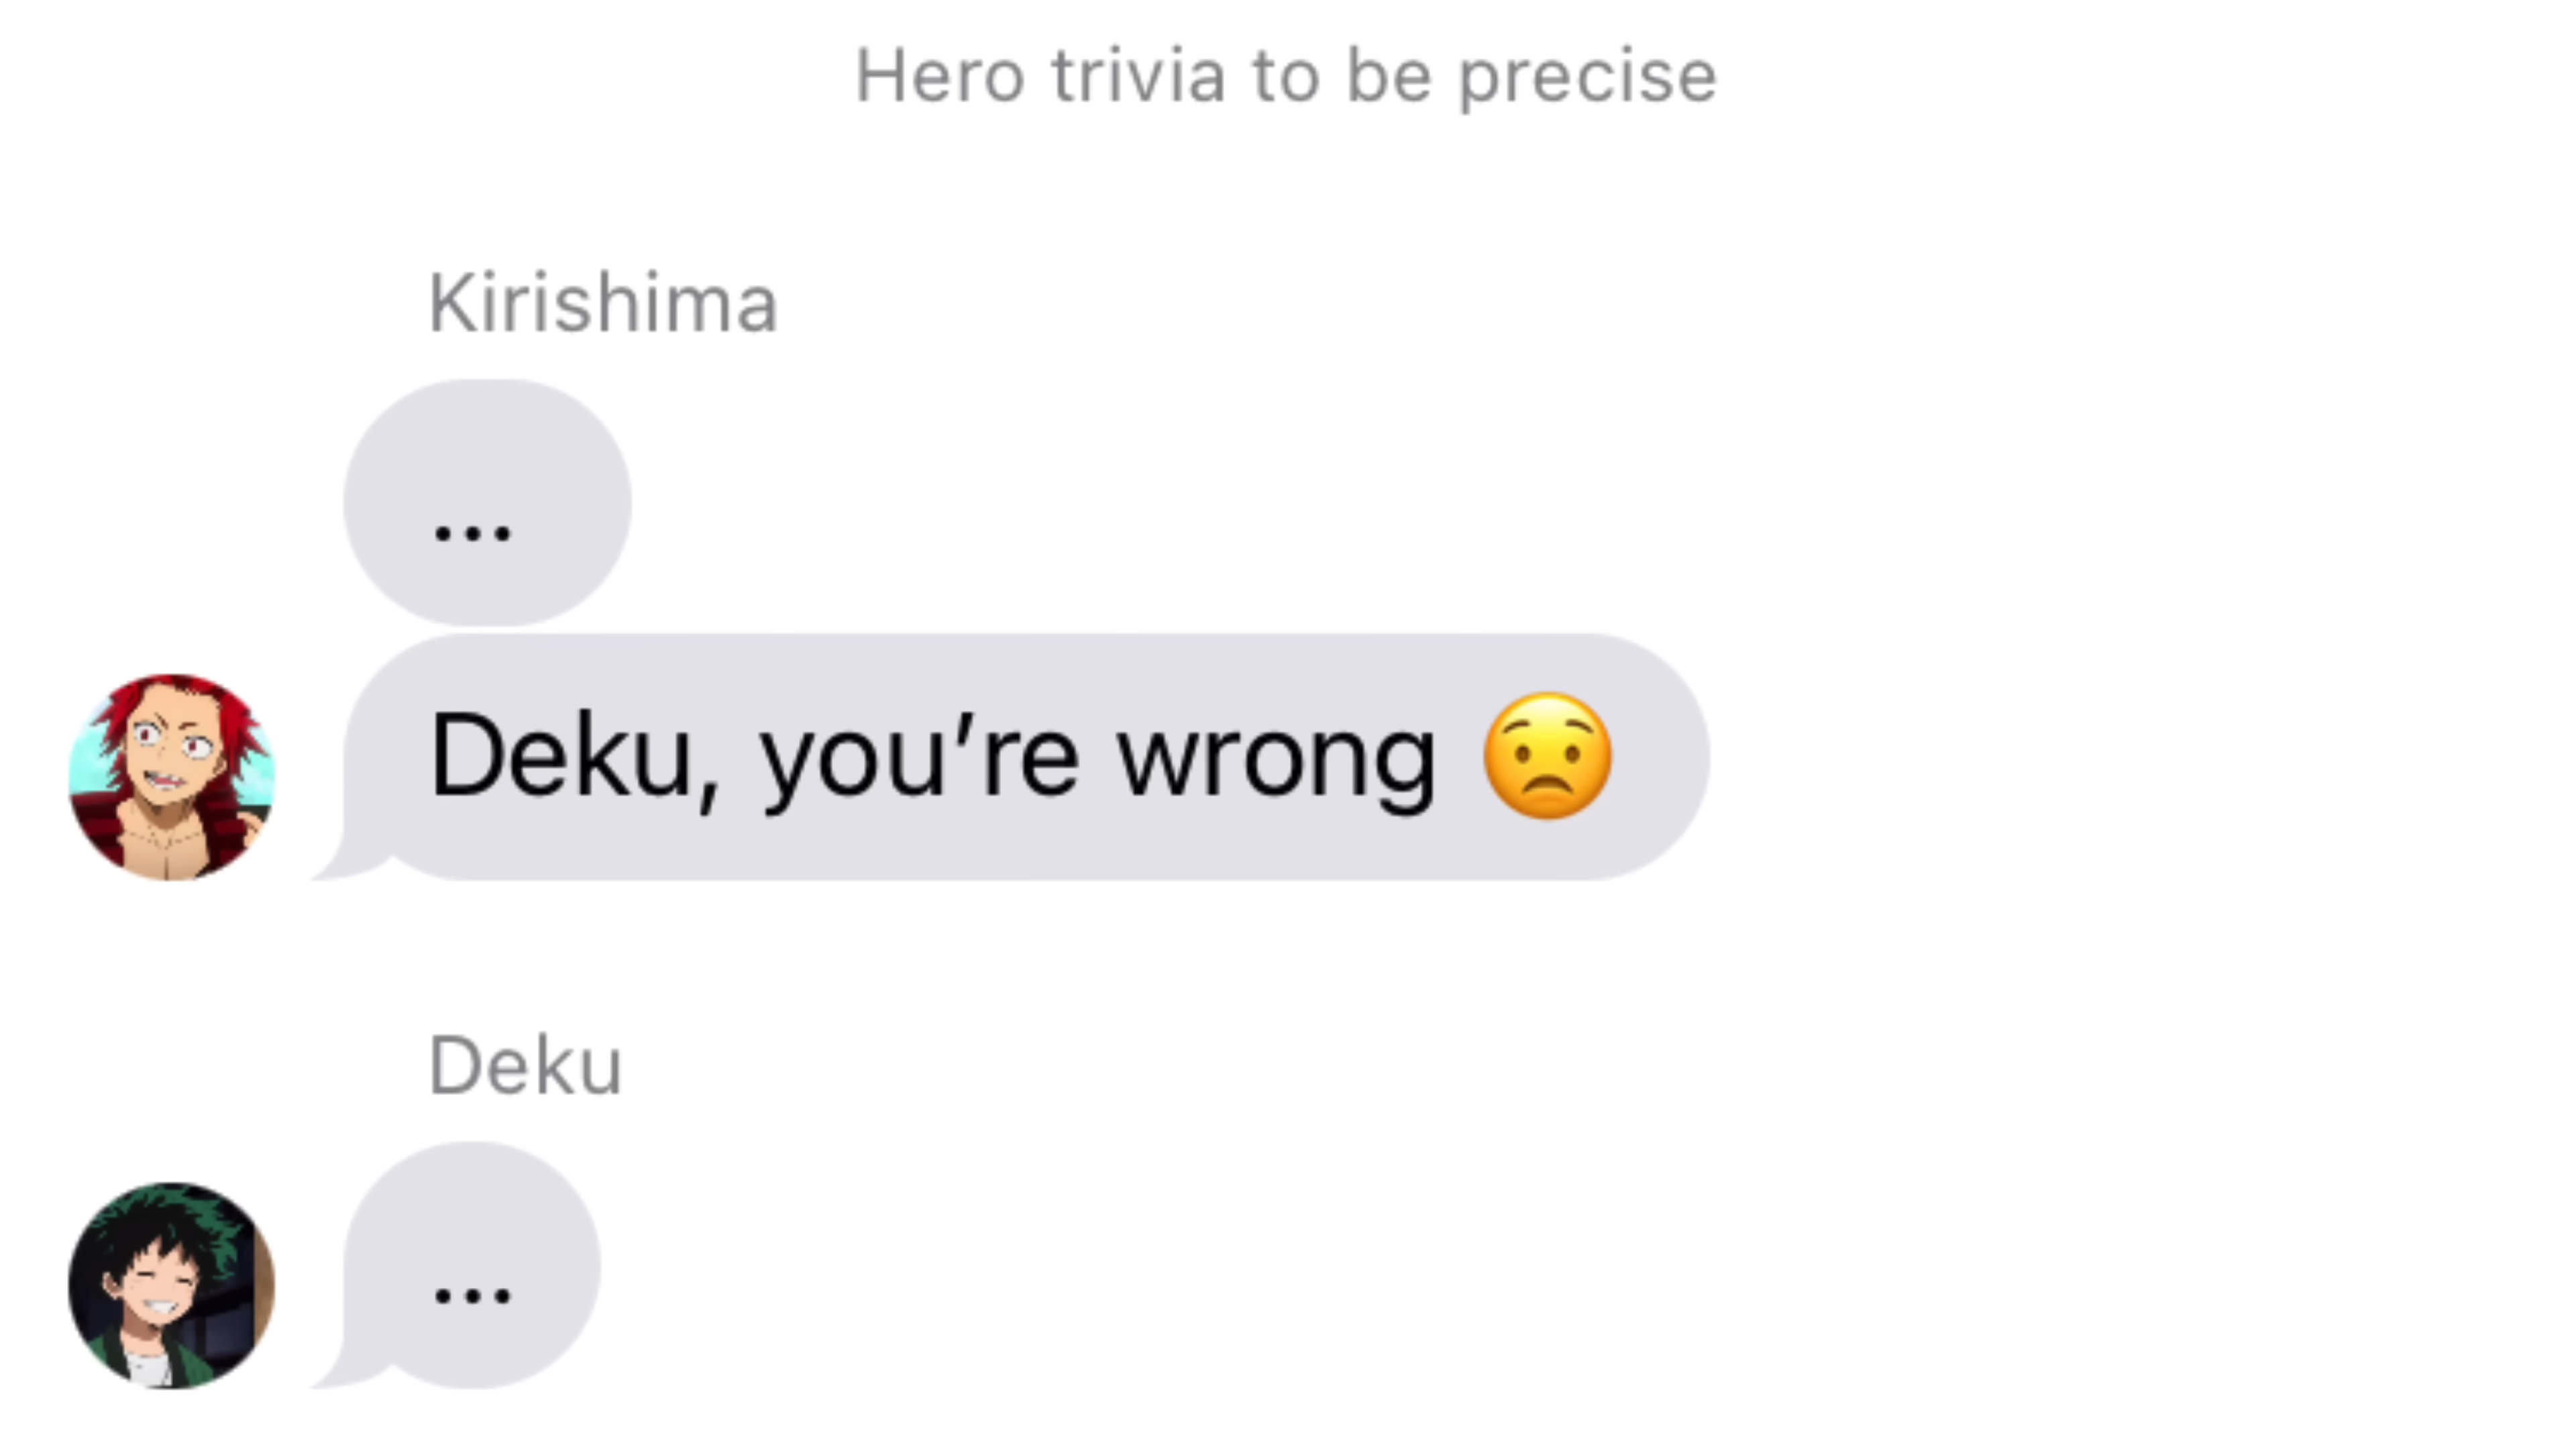 Hero trivia to be precise
Kirishima
...
Deku, you’re wrong 😟
Deku
...